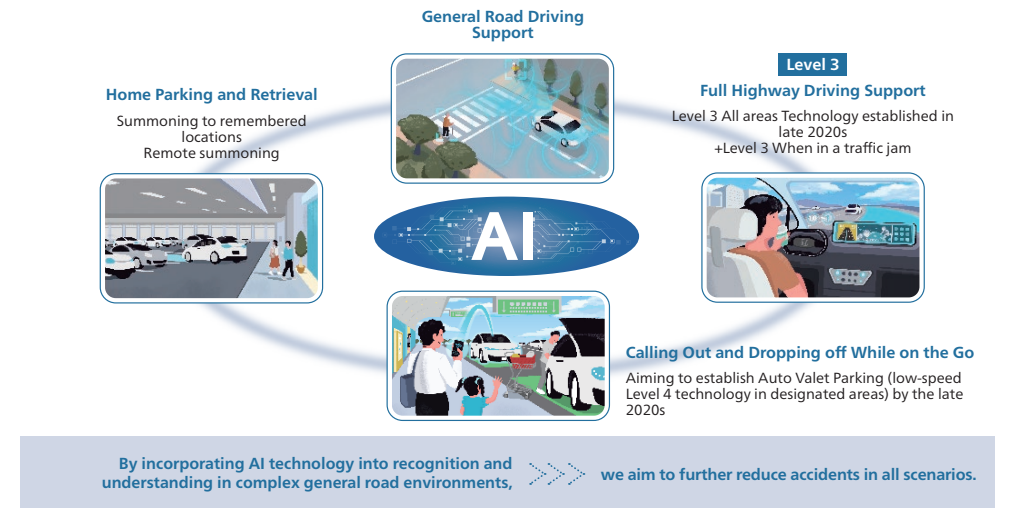 General Road Driving
Support
Level 3
Full Highway Driving Support
Level 3 All areas Technology established in
late 2020s
+Level 3 When in a traffic jam
Home Parking and Retrieval
Summoning to remembered
locations
Remote summoning
AI
Calling Out and Dropping off While on the Go
Aiming to establish Auto Valet Parking (low-speed
Level 4 technology in designated areas) by the late
2020s
By incorporating AI technology into recognition and
understanding in complex general road environments,
we aim to further reduce accidents in all scenarios.